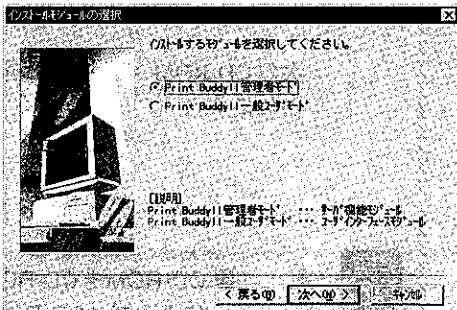 ｲﾝｽﾄｰﾙﾓｼﾞｭｰﾙの選択
ｲﾝｽﾄｰﾙするﾓｼﾞｭｰﾙを選択してください。
Print BuddyII管理者ﾓｰﾄﾞ
Print BuddyII一般ﾕｰｻﾞﾓｰﾄﾞ
[説明]
Print BuddyII管理者ﾓｰﾄﾞ ･･･ ｻｰﾊﾞ機能ﾓｼﾞｭｰﾙ
Print BuddyII一般ﾕｰｻﾞﾓｰﾄﾞ ･･･ ﾕｰｻﾞｲﾝﾀｰﾌｪｰｽﾓｼﾞｭｰﾙ
< 戻る(B) 次へ(N) > ｷｬﾝｾﾙ